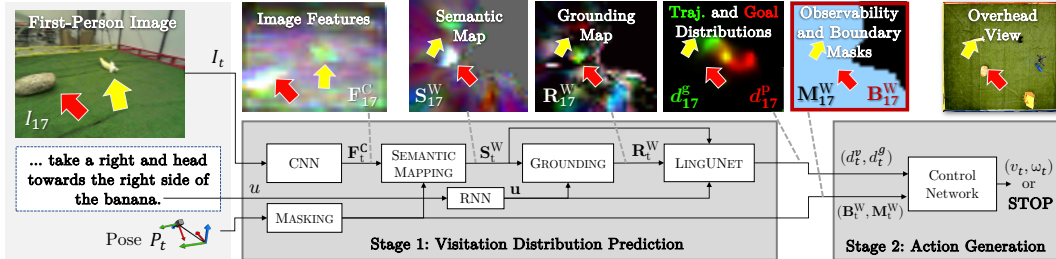 First-Person Image
I_17
I_t
... take a right and head
towards the right side of
the banana.
u
Pose P_t
Image Features
F^C_17
Semantic
Map
S^W_17
Grounding
Map
R^W_17
Traj. and Goal
Distributions
d^g_17 d^p_17
Observability
and Boundary
Masks
M^W_17 B^W_17
Overhead
View
CNN
F^C_t
SEMANTIC
MAPPING
S^W_t
GROUNDING
R^W_t
LINGUNET
RNN
u
MASKING
Stage 1: Visitation Distribution Prediction
(d^p_t, d^g_t)
(B^W_t, M^W_t)
Control
Network
(v_t, ω_t)
or
STOP
Stage 2: Action Generation